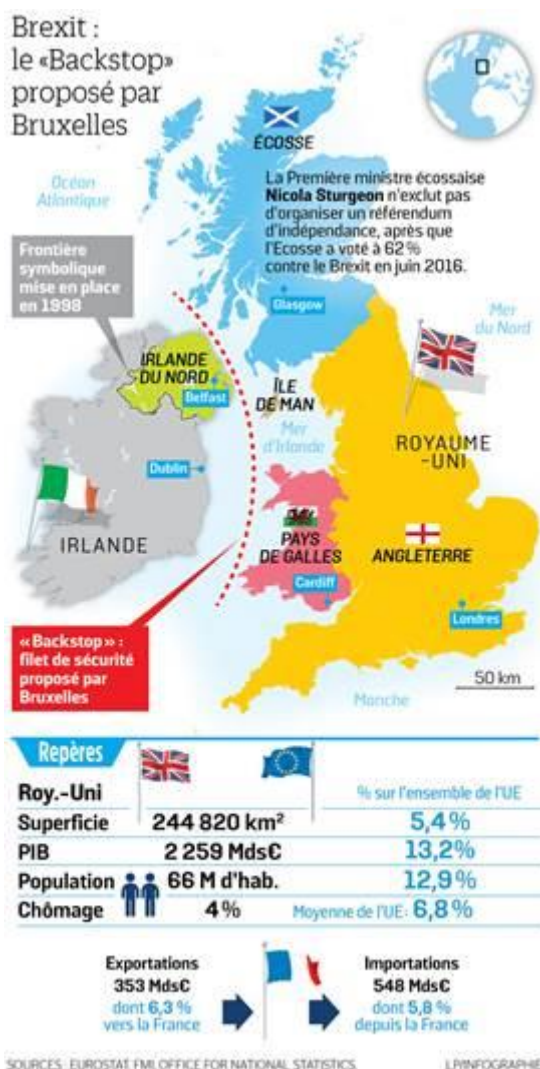 Brexit :
le «Backstop»
proposé par
Bruxelles
ÉCOSSE
Océan
Atlantique
La Première ministre écossaise
Nicola Sturgeon n'exclut pas
d'organiser un référendum
d'indépendance, après que
l'Ecosse a voté à 62 %
contre le Brexit en juin 2016.
Frontière
symbolique
mise en place
en 1998
Glasgow
Mer
du Nord
IRLANDE
DU NORD
Belfast
ÎLE
DE MAN
Mer
d'Irlande
ROYAUME
-UNI
Dublin
IRLANDE
PAYS
DE GALLES
ANGLETERRE
Cardiff
Londres
« Backstop » :
filet de sécurité
proposé par
Bruxelles
50 km
Manche
Repères
Roy.-Uni
% sur l'ensemble de l'UE
Superficie 244 820 km² 5,4%
PIB 2 259 Mds€ 13,2%
Population 66 M d'hab. 12,9%
Chômage 4% Moyenne de l'UE: 6,8%
Exportations
353 Mds€
dont 6,3 %
vers la France
Importations
548 Mds€
dont 5,8 %
depuis la France
SOURCES : EUROSTAT, FMI, OFFICE FOR NATIONAL STATISTICS.
LP/INFOGRAPHIE